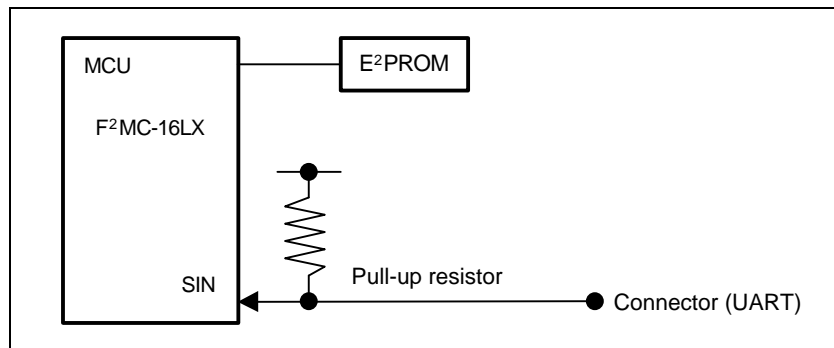 MCU
E²PROM
F²MC-16LX
SIN
Pull-up resistor
Connector (UART)